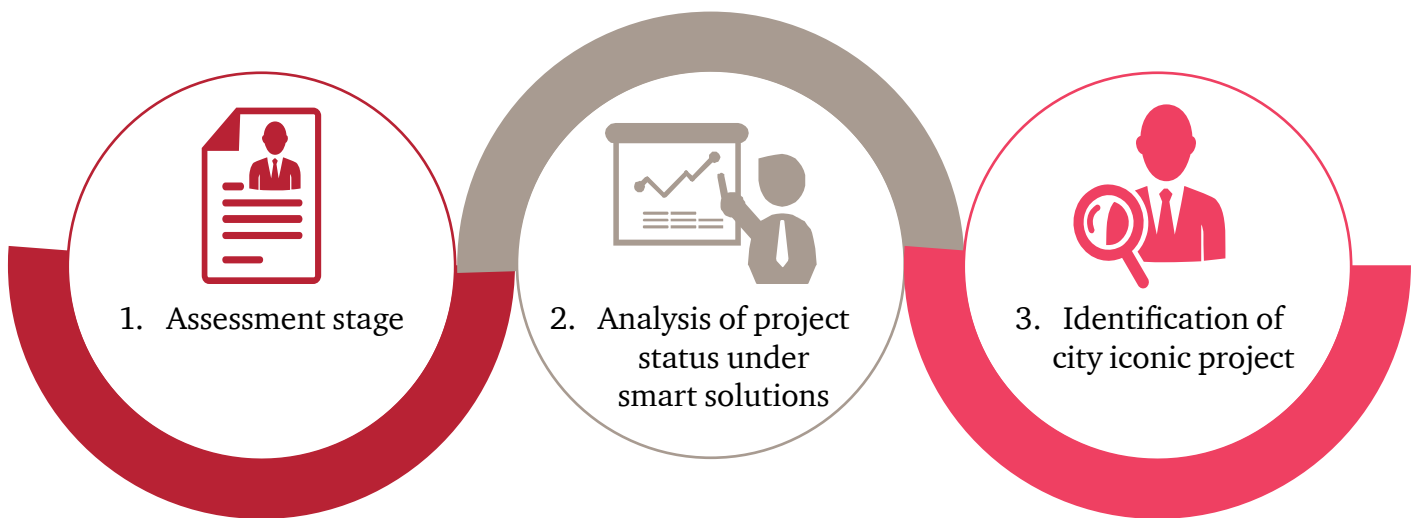 1. Assessment stage
2. Analysis of project
status under
smart solutions
3. Identification of
city iconic project